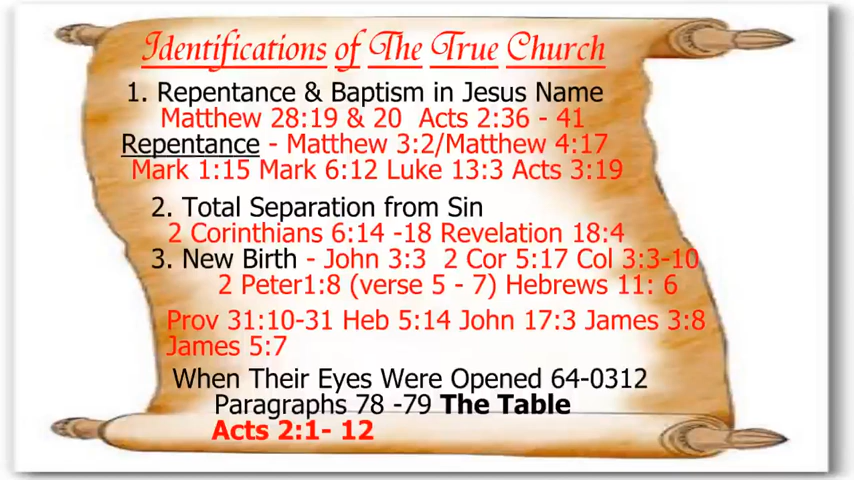 Identifications of The True Church
1. Repentance & Baptism in Jesus Name
Matthew 28:19 & 20 Acts 2:36 - 41
Repentance - Matthew 3:2/Matthew 4:17
Mark 1:15 Mark 6:12 Luke 13:3 Acts 3:19
2. Total Separation from Sin
2 Corinthians 6:14 -18 Revelation 18:4
3. New Birth - John 3:3 2 Cor 5:17 Col 3:3-10
2 Peter1:8 (verse 5 - 7) Hebrews 11: 6
Prov 31:10-31 Heb 5:14 John 17:3 James 3:8
James 5:7
When Their Eyes Were Opened 64-0312
Paragraphs 78 -79 The Table
Acts 2:1- 12